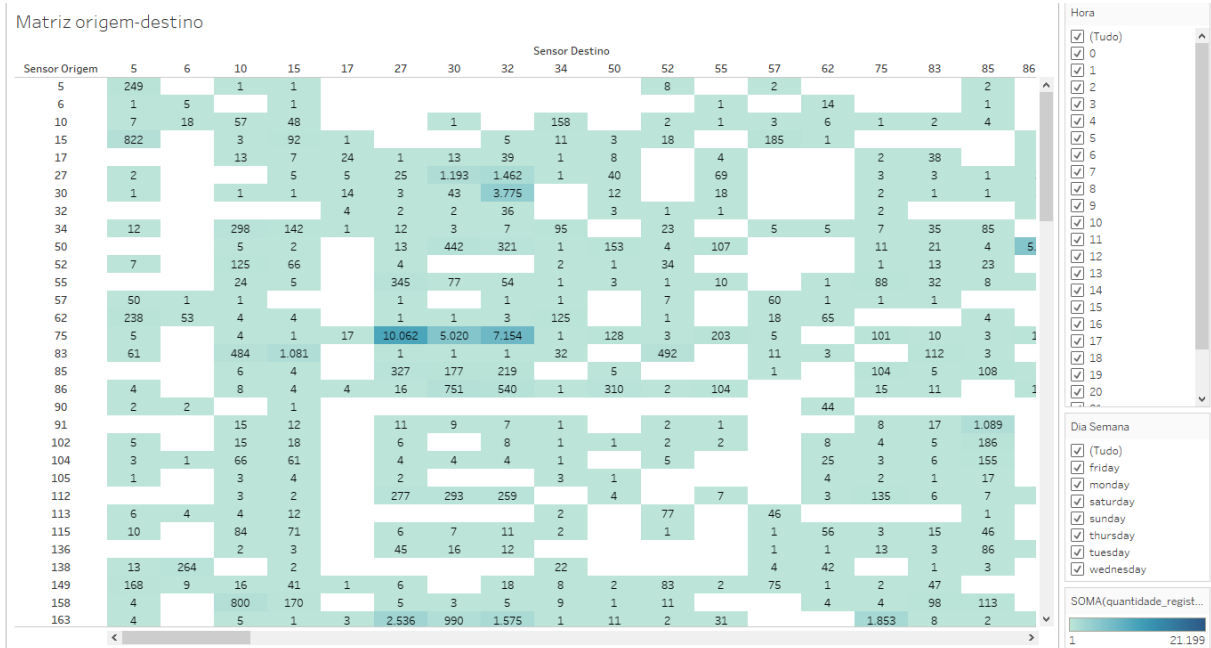 Matriz origem-destino
Sensor Destino
Sensor Origem 5 6 10 15 17 27 30 32 34 50 52 55 57 62 75 83 85 86
5 249 1 1 8 2 2
6 1 5 1 1 14 1
10 7 18 57 48 1 158 2 1 3 6 1 2 4
15 822 3 92 1 5 11 3 18 185 1
17 13 7 24 1 13 39 1 8 4 2 38
27 2 5 5 25 1.193 1.462 1 40 69 3 3 1
30 1 1 1 14 3 43 3.775 12 18 2 1 1
32 4 2 2 36 3 1 1 2
34 12 298 142 1 12 3 7 95 23 5 5 7 35 85
50 5 2 13 442 321 1 153 4 107 11 21 4 5.
52 7 125 66 4 2 1 34 1 13 23
55 24 5 345 77 54 1 3 1 10 1 88 32 8
57 50 1 1 1 1 1 7 60 1 1 1
62 238 53 4 4 1 1 3 125 1 18 65 4
75 5 4 1 17 10.062 5.020 7.154 1 128 3 203 5 101 10 3 1
83 61 484 1.081 1 1 1 32 492 11 3 112 3
85 6 4 327 177 219 5 1 104 5 108
86 4 8 4 4 16 751 540 1 310 2 104 15 11 1
90 2 2 1 44
91 15 12 11 9 7 1 2 1 8 17 1.089
102 5 15 18 6 8 1 1 2 2 8 4 5 186
104 3 1 66 61 4 4 4 1 5 25 3 6 155
105 1 3 4 2 3 1 4 2 1 17
112 3 2 277 293 259 4 7 3 135 6 7
113 6 4 4 12 2 77 46 1
115 10 84 71 6 7 11 2 1 1 56 3 15 46
136 2 3 45 16 12 1 1 13 3 86
138 13 264 2 22 4 42 1 3
149 168 9 16 41 1 6 18 8 2 83 2 75 1 2 47
158 4 800 170 5 3 5 9 1 11 4 4 98 113
163 4 5 1 3 2.536 990 1.575 1 11 2 31 1.853 8 2
Hora
(Tudo)
0
1
2
3
4
5
6
7
8
9
10
11
12
13
14
15
16
17
18
19
20
Dia Semana
(Tudo)
friday
monday
saturday
sunday
thursday
tuesday
wednesday
SOMA(quantidade_regist...
1 21.199